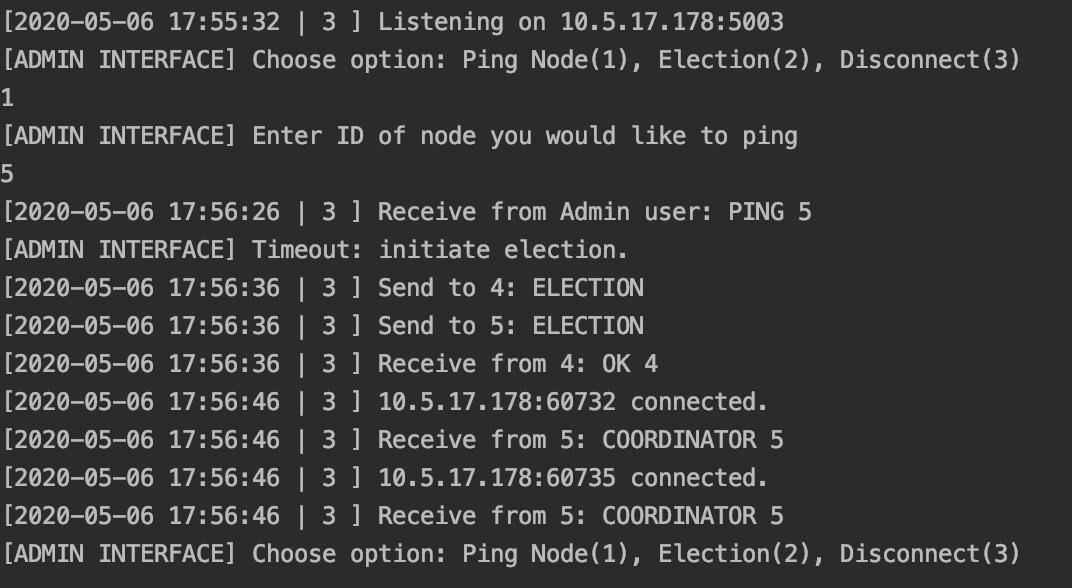 [2020-05-06 17:55:32 | 3 ] Listening on 10.5.17.178:5003
[ADMIN INTERFACE] Choose option: Ping Node(1), Election(2), Disconnect(3)
1
[ADMIN INTERFACE] Enter ID of node you would like to ping
5
[2020-05-06 17:56:26 | 3 ] Receive from Admin user: PING 5
[ADMIN INTERFACE] Timeout: initiate election.
[2020-05-06 17:56:36 | 3 ] Send to 4: ELECTION
[2020-05-06 17:56:36 | 3 ] Send to 5: ELECTION
[2020-05-06 17:56:36 | 3 ] Receive from 4: OK 4
[2020-05-06 17:56:46 | 3 ] 10.5.17.178:60732 connected.
[2020-05-06 17:56:46 | 3 ] Receive from 5: COORDINATOR 5
[2020-05-06 17:56:46 | 3 ] 10.5.17.178:60735 connected.
[2020-05-06 17:56:46 | 3 ] Receive from 5: COORDINATOR 5
[ADMIN INTERFACE] Choose option: Ping Node(1), Election(2), Disconnect(3)